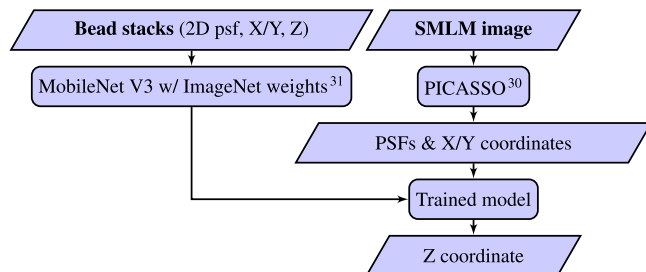 Bead stacks (2D psf, X/Y, Z)
SMLM image
MobileNet V3 w/ ImageNet weights31
PICASSO30
PSFs & X/Y coordinates
Trained model
Z coordinate